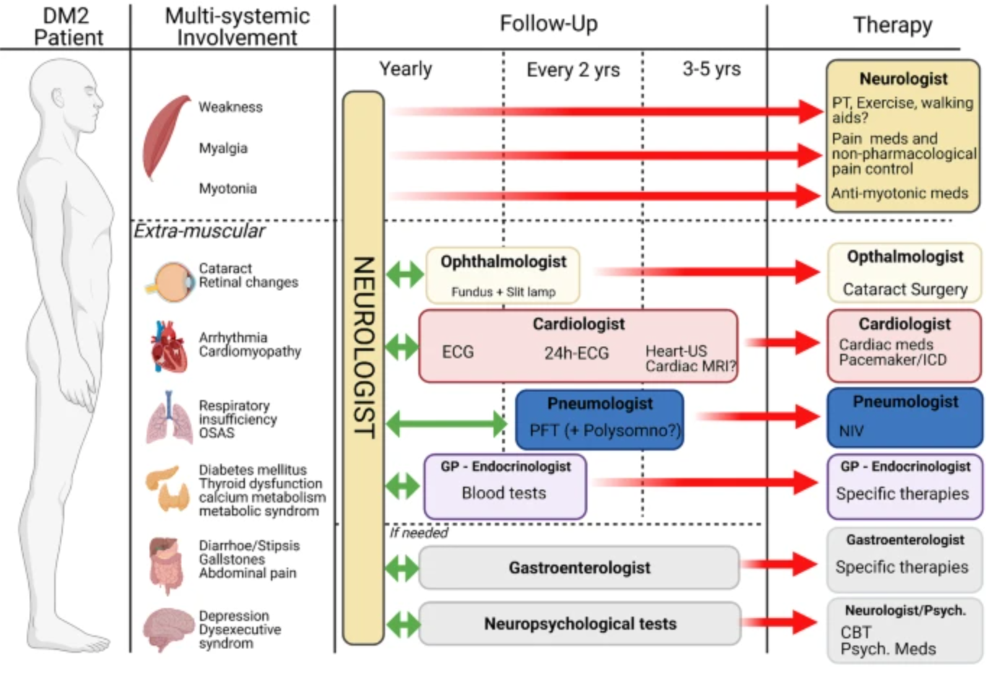 DM2
Patient
Multi-systemic
Involvement
Follow-Up
Therapy
Yearly
Every 2 yrs
3-5 yrs
Weakness
Myalgia
Myotonia
NEUROLOGIST
Neurologist
PT, Exercise, walking
aids?
Pain meds and
non-pharmacological
pain control
Anti-myotonic meds
Extra-muscular
Cataract
Retinal changes
Ophthalmologist
Fundus + Slit lamp
Opthalmologist
Cataract Surgery
Arrhythmia
Cardiomyopathy
Cardiologist
ECG
24h-ECG
Heart-US
Cardiac MRI?
Cardiologist
Cardiac meds
Pacemaker/ICD
Respiratory
insufficiency
OSAS
Pneumologist
PFT (+ Polysomno?)
Pneumologist
NIV
Diabetes mellitus
Thyroid dysfunction
calcium metabolism
metabolic syndrom
GP - Endocrinologist
Blood tests
GP - Endocrinologist
Specific therapies
If needed
Diarrhoe/Stipsis
Gallstones
Abdominal pain
Gastroenterologist
Gastroenterologist
Specific therapies
Depression
Dysexecutive
syndrom
Neuropsychological tests
Neurologist/Psych.
CBT
Psych. Meds